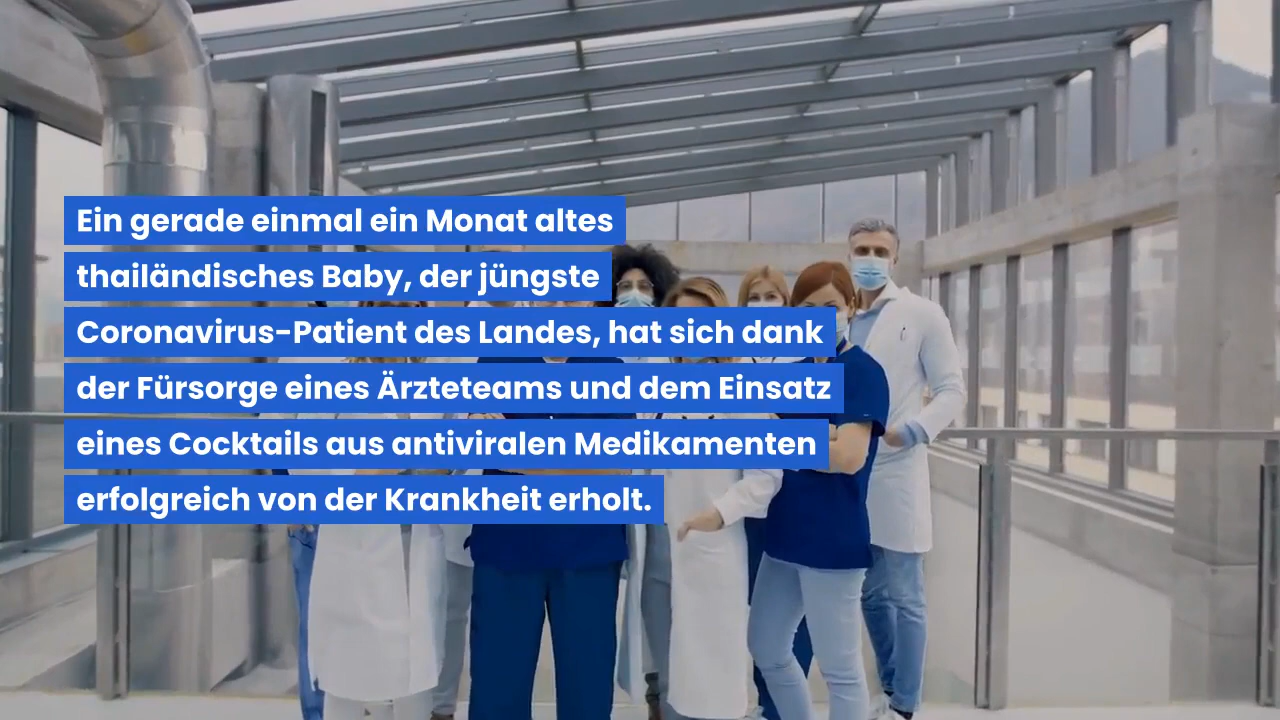 Ein gerade einmal ein Monat altes
thailändisches Baby, der jüngste
Coronavirus-Patient des Landes, hat sich dank
der Fürsorge eines Ärzteteams und dem Einsatz
eines Cocktails aus antiviralen Medikamenten
erfolgreich von der Krankheit erholt.